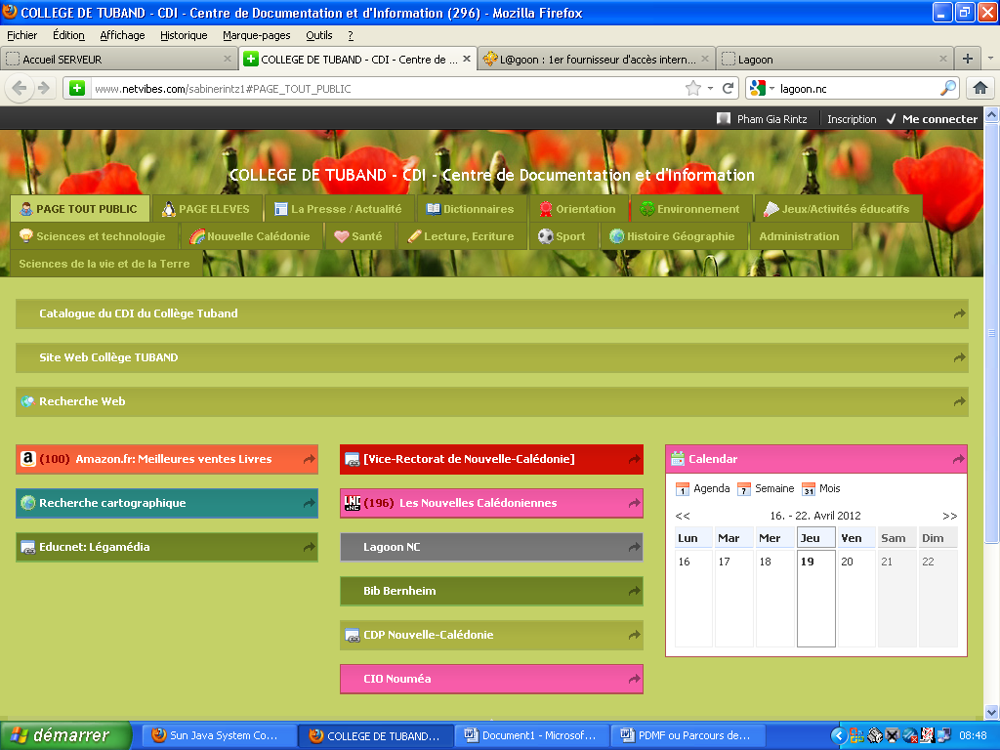 COLLEGE DE TUBAND - CDI - Centre de Documentation et d'Information (296) - Mozilla Firefox
Fichier Édition Affichage Historique Marque-pages Outils ?
Accueil SERVEUR COLLEGE DE TUBAND - CDI - Centre de ... L@goon : 1er fournisseur d'accès intern... Lagoon
www.netvibes.com/sabinerintz1#PAGE_TOUT_PUBLIC lagoon.nc
Pham Gia Rintz Inscription Me connecter
COLLEGE DE TUBAND - CDI - Centre de Documentation et d'Information
PAGE TOUT PUBLIC PAGE ELEVES La Presse / Actualité Dictionnaires Orientation Environnement Jeux/Activités éducatifs
Sciences et technologie Nouvelle Calédonie Santé Lecture, Ecriture Sport Histoire Géographie Administration
Sciences de la vie et de la Terre
Catalogue du CDI du Collège Tuband
Site Web Collège TUBAND
Recherche Web
a (100) Amazon.fr: Meilleures ventes Livres
Recherche cartographique
Educnet: Légamédia
[Vice-Rectorat de Nouvelle-Calédonie]
LNC .NC (196) Les Nouvelles Calédoniennes
Lagoon NC
Bib Bernheim
CDP Nouvelle-Calédonie
CIO Nouméa
Calendar
1 Agenda 7 Semaine 31 Mois
<< 16. - 22. Avril 2012 >>
Lun Mar Mer Jeu Ven Sam Dim
16 17 18 19 20 21 22
démarrer Sun Java System Co... COLLEGE DE TUBAND... Document1 - Microsof... PDMF ou Parcours de... 08:48